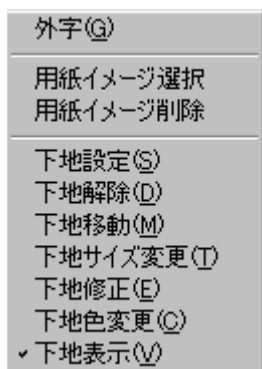 外字(G)
用紙イメージ選択
用紙イメージ削除
下地設定(S)
下地解除(D)
下地移動(M)
下地サイズ変更(T)
下地修正(E)
下地色変更(C)
✓下地表示(V)